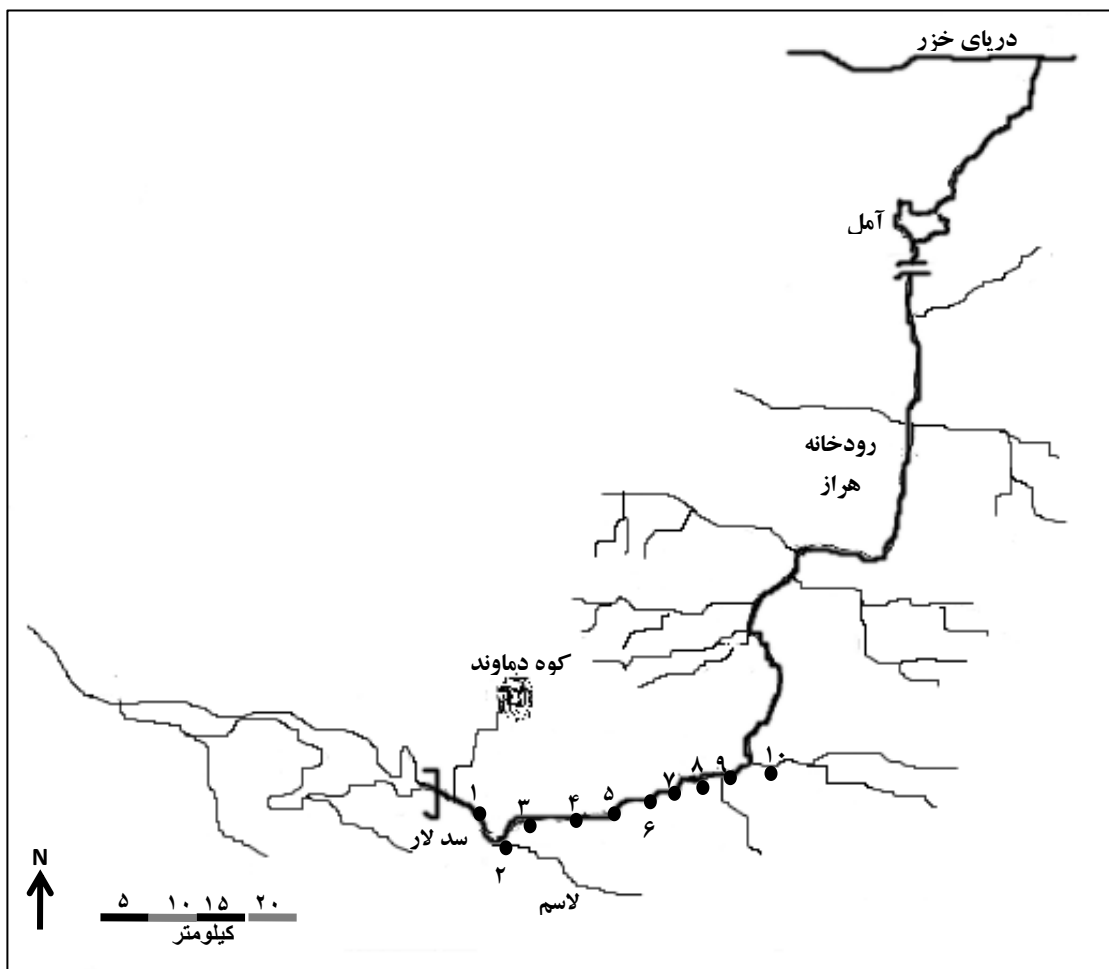 دریای خزر
آمل
رودخانه
هراز
کوه دماوند
۱
۲
۳
۴
۵
۶
۷
۸
۹
۱۰
سد لار
لاسم
N
۵ ۱۰ ۱۵ ۲۰
کیلومتر